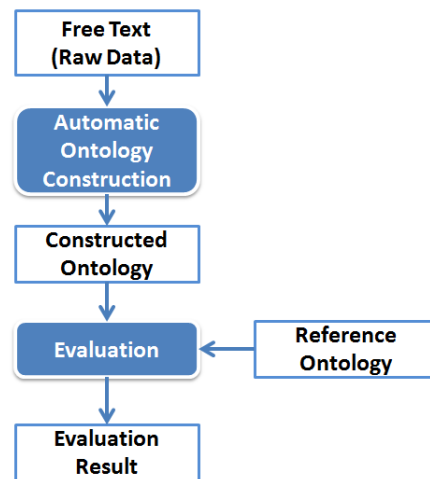 Free Text
(Raw Data)
Automatic
Ontology
Construction
Constructed
Ontology
Evaluation
Reference
Ontology
Evaluation
Result